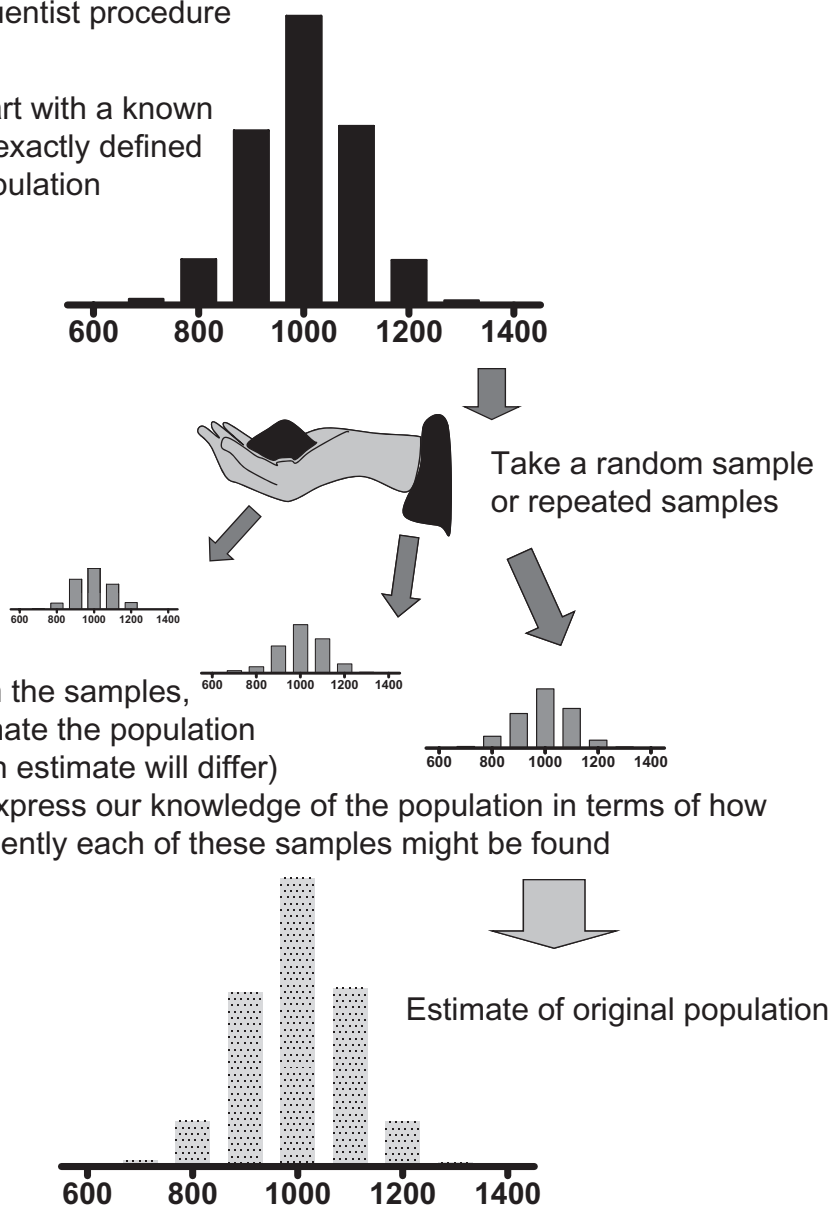 uentist procedure
art with a known
exactly defined
pulation
600 800 1000 1200 1400
Take a random sample
or repeated samples
600 800 1000 1200 1400
600 800 1000 1200 1400
600 800 1000 1200 1400
the samples,
ate the population
estimate will differ)
xpress our knowledge of the population in terms of how
ently each of these samples might be found
Estimate of original population
600 800 1000 1200 1400